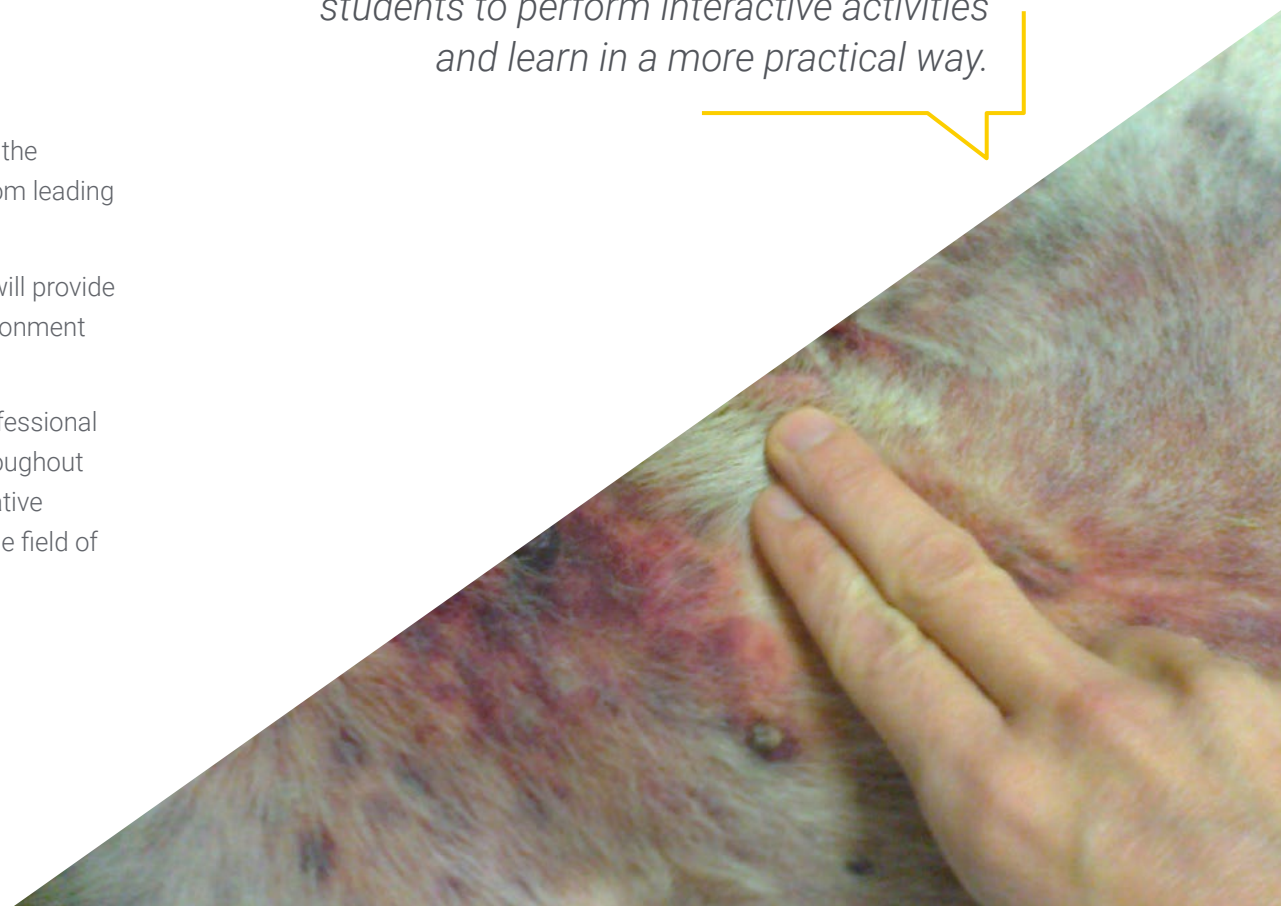 students to perform interactive activities
and learn in a more practical way.
the
om leading
will provide
onment
fessional
oughout
ative
e field of